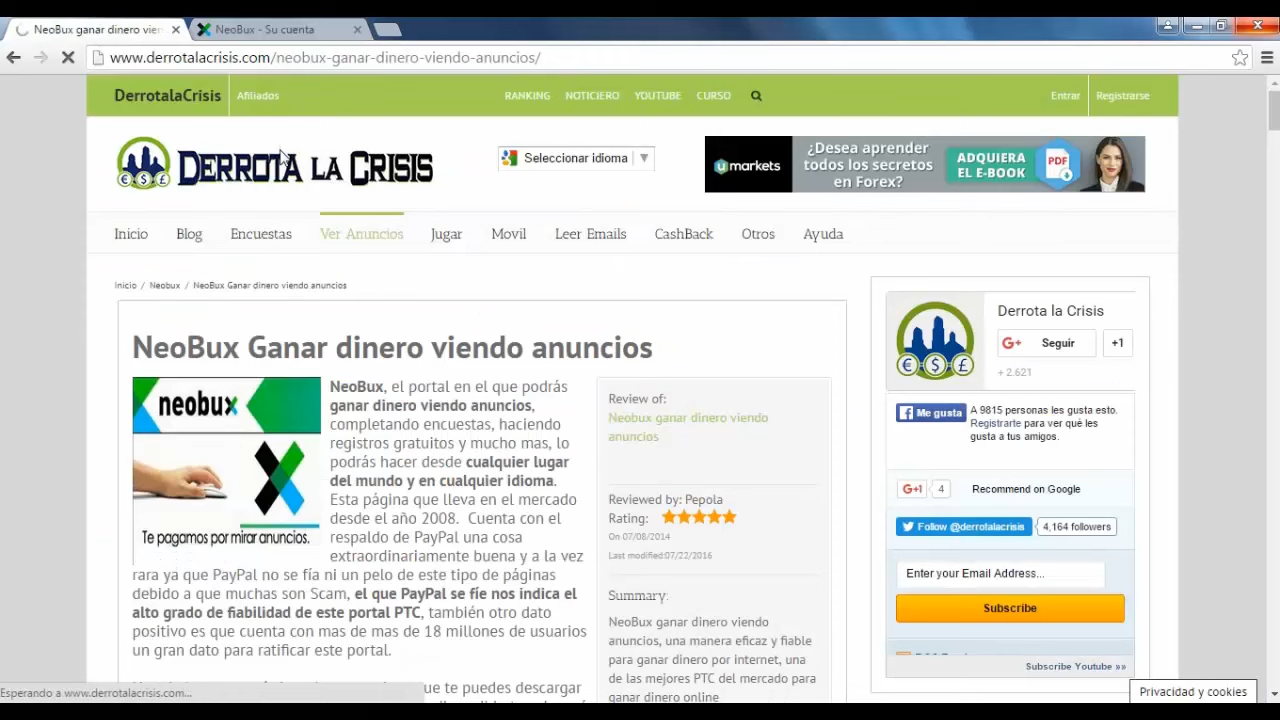 NeoBux ganar dinero vien
NeoBux - Su cuenta
www.derrotalacrisis.com/neobux-ganar-dinero-viendo-anuncios/
DerrotalaCrisis
Afiliados
RANKING
NOTICIERO
YOUTUBE
CURSO
Entrar
Registrarse
DERROTA LA CRISIS
€ $ £
Seleccionar idioma
umarkets
¿Desea aprender
todos los secretos
en Forex?
ADQUIERA
EL E-BOOK
PDF
Inicio
Blog
Encuestas
Ver Anuncios
Jugar
Movil
Leer Emails
CashBack
Otros
Ayuda
Inicio / Neobux / NeoBux Ganar dinero viendo anuncios
NeoBux Ganar dinero viendo anuncios
neobux
Te pagamos por mirar anuncios.
NeoBux, el portal en el que podrás
ganar dinero viendo anuncios,
completando encuestas, haciendo
registros gratuitos y mucho mas, lo
podrás hacer desde cualquier lugar
del mundo y en cualquier idioma.
Esta página que lleva en el mercado
desde el año 2008. Cuenta con el
respaldo de PayPal una cosa
extraordinariamente buena y a la vez
rara ya que PayPal no se fía ni un pelo de este tipo de páginas
debido a que muchas son Scam, el que PayPal se fíe nos indica el
alto grado de fiabilidad de este portal PTC, también otro dato
positivo es que cuenta con mas de mas de 18 millones de usuarios
un gran dato para ratificar este portal.
que te puedes descargar
Review of:
Neobux ganar dinero viendo
anuncios
Reviewed by: Pepola
Rating:
On 07/08/2014
Last modified:07/22/2016
Summary:
NeoBux ganar dinero viendo
anuncios, una manera eficaz y fiable
para ganar dinero por internet, una
de las mejores PTC del mercado para
ganar dinero online
€ $ £
Derrota la Crisis
G+ Seguir
+1
+ 2.621
Me gusta
A 9815 personas les gusta esto.
Registrarte para ver qué les
gusta a tus amigos.
G+1
4
Recommend on Google
Follow @derrotalacrisis
4,164 followers
Enter your Email Address...
Subscribe
Subscribe Youtube »»
Esperando a www.derrotalacrisis.com...
Privacidad y cookies